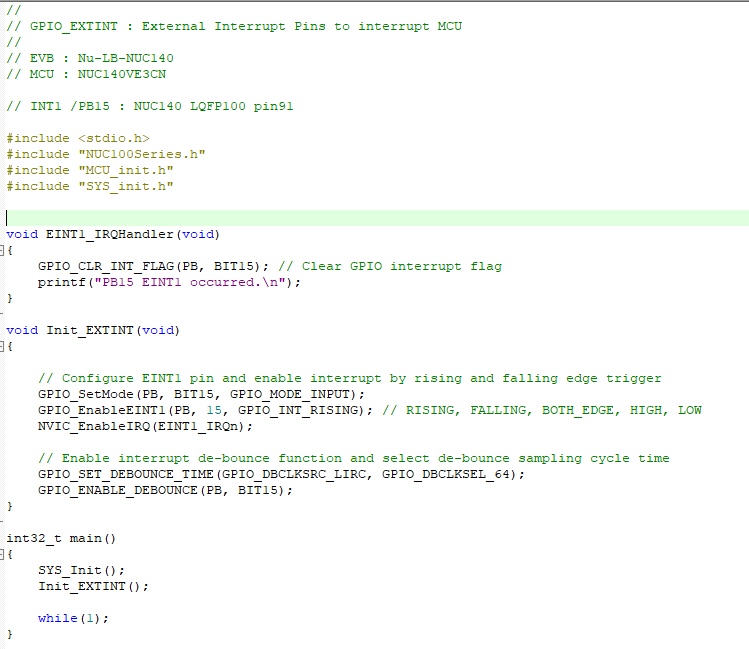 //
// GPIO_EXTINT : External Interrupt Pins to interrupt MCU
//
// EVB : Nu-LB-NUC140
// MCU : NUC140VE3CN
// INT1 /PB15 : NUC140 LQFP100 pin91
#include <stdio.h>
#include "NUC100Series.h"
#include "MCU_init.h"
#include "SYS_init.h"
void EINT1_IRQHandler(void)
{
    GPIO_CLR_INT_FLAG(PB, BIT15); // Clear GPIO interrupt flag
    printf("PB15 EINT1 occurred.\n");
}
void Init_EXTINT(void)
{
    // Configure EINT1 pin and enable interrupt by rising and falling edge trigger
    GPIO_SetMode(PB, BIT15, GPIO_MODE_INPUT);
    GPIO_EnableEINT1(PB, 15, GPIO_INT_RISING); // RISING, FALLING, BOTH_EDGE, HIGH, LOW
    NVIC_EnableIRQ(EINT1_IRQn);
    // Enable interrupt de-bounce function and select de-bounce sampling cycle time
    GPIO_SET_DEBOUNCE_TIME(GPIO_DBCLKSRC_LIRC, GPIO_DBCLKSEL_64);
    GPIO_ENABLE_DEBOUNCE(PB, BIT15);
}
int32_t main()
{
    SYS_Init();
    Init_EXTINT();
    while(1);
}